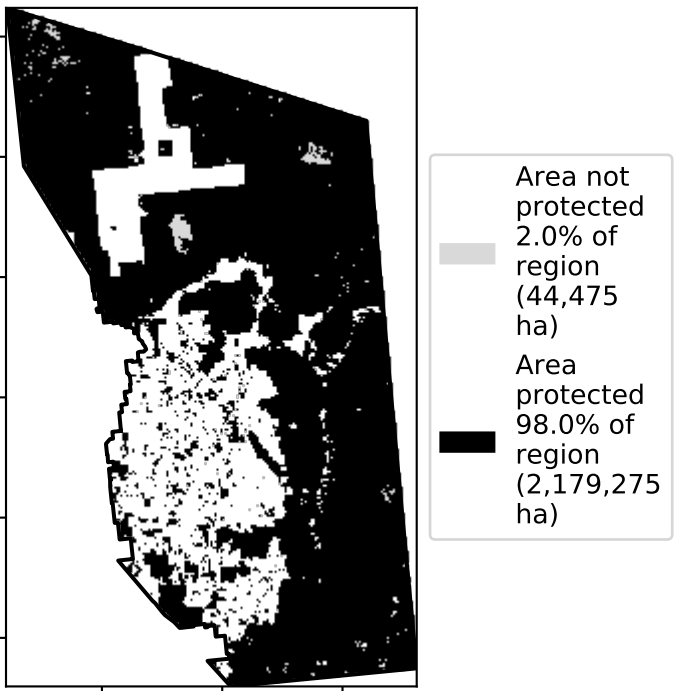 Area not
protected
2.0% of
region
(44,475
ha)
Area
protected
98.0% of
region
(2,179,275
ha)